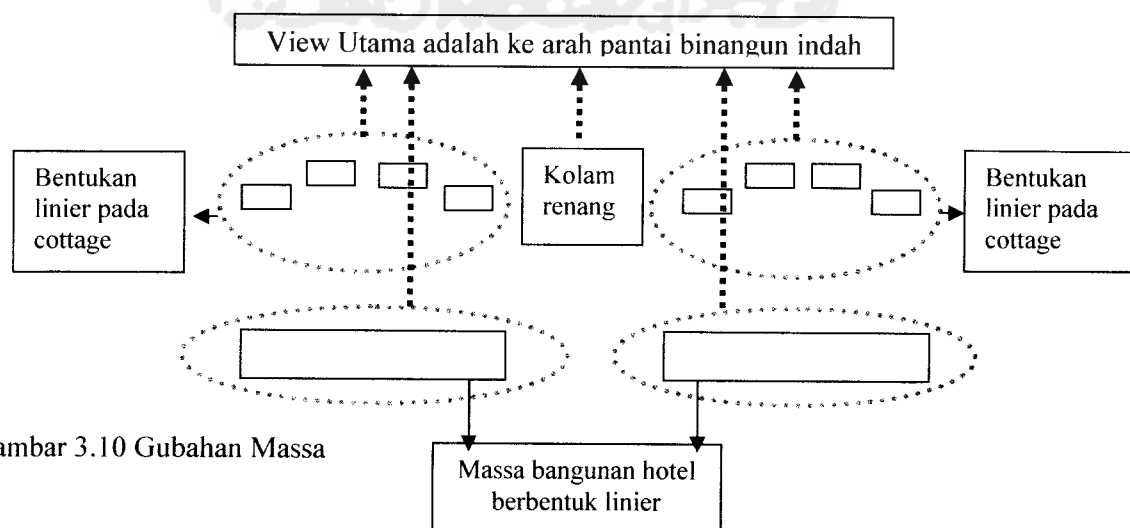 View Utama adalah ke arah pantai binangun indah
Bentukan
linier pada
cottage
Kolam
renang
Bentukan
linier pada
cottage
ambar 3.10 Gubahan Massa
Massa bangunan hotel
berbentuk linier